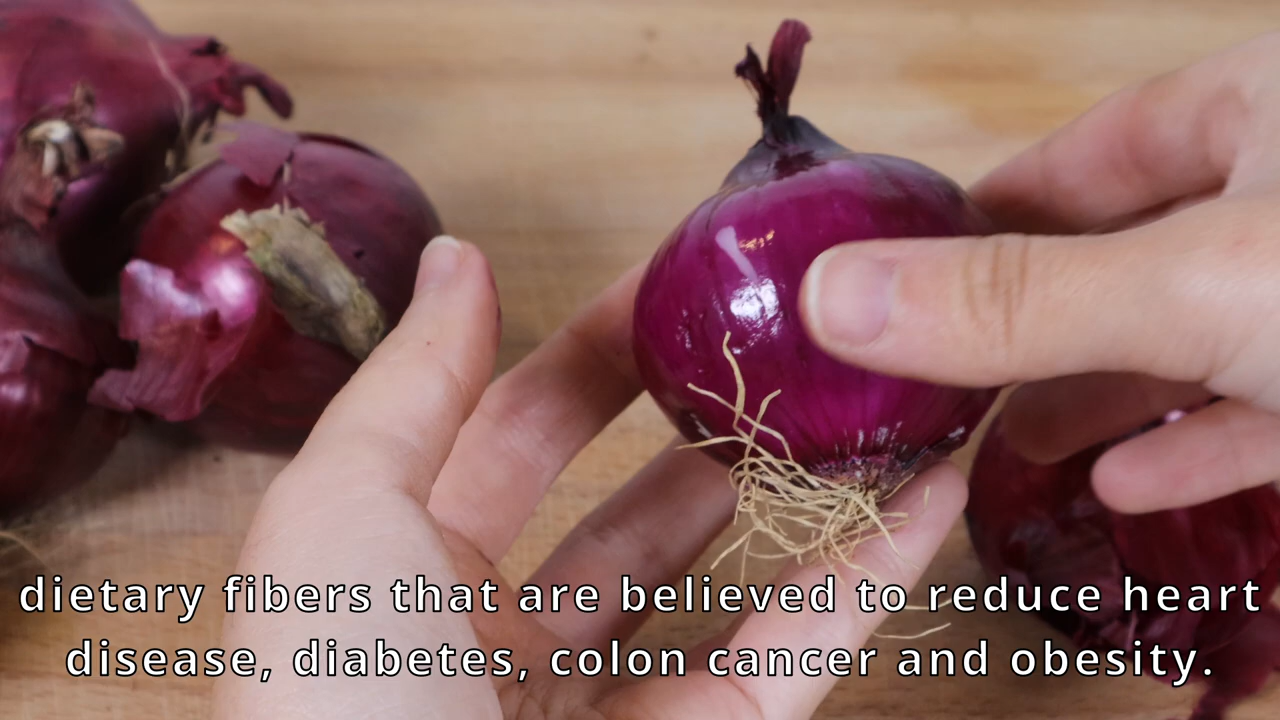 dietary fibers that are believed to reduce heart
disease, diabetes, colon cancer and obesity.